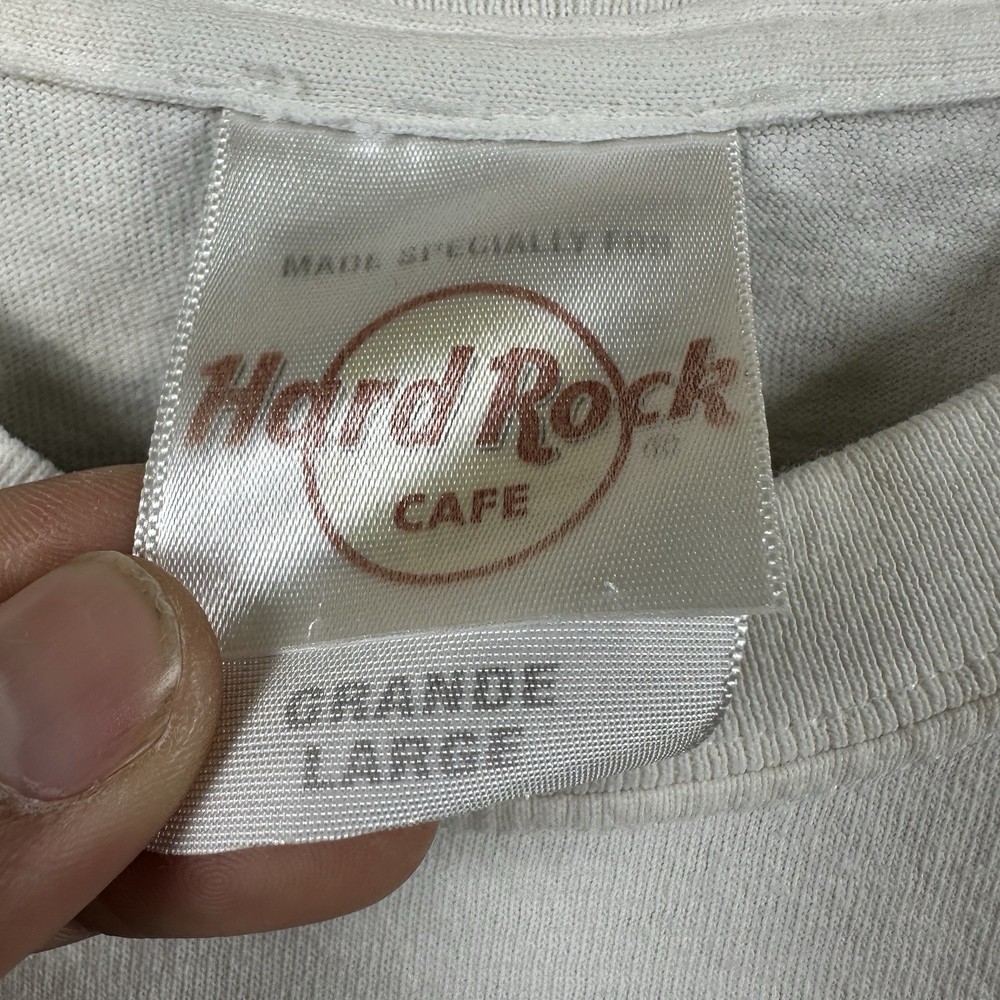 MADE SPECIALLY FOR
Hard Rock
CAFE
GRANDE
LARGE